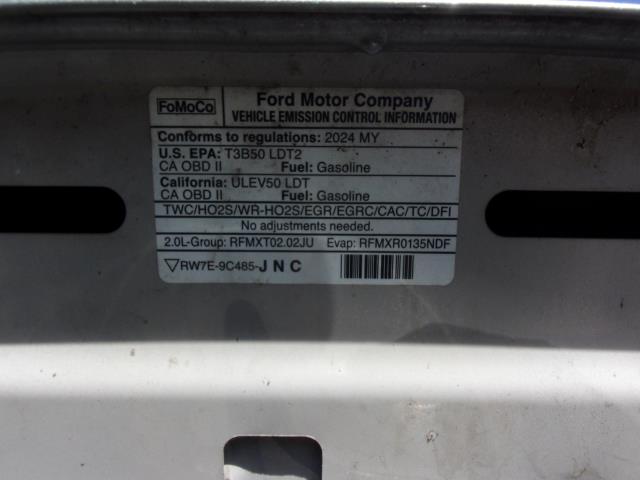 FoMoCo
Ford Motor Company
VEHICLE EMISSION CONTROL INFORMATION
Conforms to regulations: 2024 MY
U.S. EPA: T3B50 LDT2
CA OBD II Fuel: Gasoline
California: ULEV50 LDT
CA OBD II Fuel: Gasoline
TWC/HO2S/WR-HO2S/EGR/EGRC/CAC/TC/DFI
No adjustments needed.
2.0L-Group: RFMXT02.02JU Evap: RFMXR0135NDF
RW7E-9C485-J N C